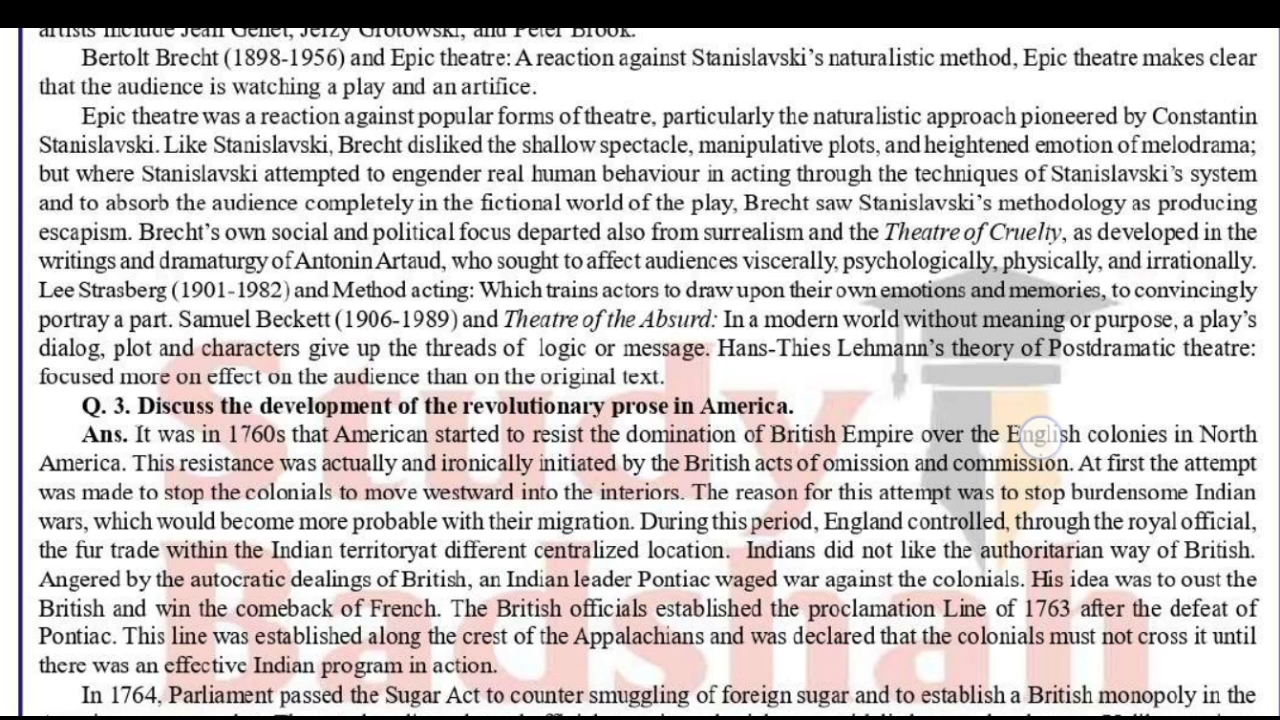 artists include Jean Genet, Jerzy Grotowski, and Peter Brook.
Bertolt Brecht (1898-1956) and Epic theatre: A reaction against Stanislavski's naturalistic method, Epic theatre makes clear
that the audience is watching a play and an artifice.
Epic theatre was a reaction against popular forms of theatre, particularly the naturalistic approach pioneered by Constantin
Stanislavski. Like Stanislavski, Brecht disliked the shallow spectacle, manipulative plots, and heightened emotion of melodrama;
but where Stanislavski attempted to engender real human behaviour in acting through the techniques of Stanislavski's system
and to absorb the audience completely in the fictional world of the play, Brecht saw Stanislavski's methodology as producing
escapism. Brecht's own social and political focus departed also from surrealism and the Theatre of Cruelty, as developed in the
writings and dramaturgy of Antonin Artaud, who sought to affect audiences viscerally, psychologically, physically, and irrationally.
Lee Strasberg (1901-1982) and Method acting: Which trains actors to draw upon their own emotions and memories, to convincingly
portray a part. Samuel Beckett (1906-1989) and Theatre of the Absurd: In a modern world without meaning or purpose, a play's
dialog, plot and characters give up the threads of logic or message. Hans-Thies Lehmann's theory of Postdramatic theatre:
focused more on effect on the audience than on the original text.
Q. 3. Discuss the development of the revolutionary prose in America.
Ans. It was in 1760s that American started to resist the domination of British Empire over the English colonies in North
America. This resistance was actually and ironically initiated by the British acts of omission and commission. At first the attempt
was made to stop the colonials to move westward into the interiors. The reason for this attempt was to stop burdensome Indian
wars, which would become more probable with their migration. During this period, England controlled, through the royal official,
the fur trade within the Indian territoryat different centralized location. Indians did not like the authoritarian way of British.
Angered by the autocratic dealings of British, an Indian leader Pontiac waged war against the colonials. His idea was to oust the
British and win the comeback of French. The British officials established the proclamation Line of 1763 after the defeat of
Pontiac. This line was established along the crest of the Appalachians and was declared that the colonials must not cross it until
there was an effective Indian program in action.
In 1764, Parliament passed the Sugar Act to counter smuggling of foreign sugar and to establish a British monopoly in the
Study
Badshah